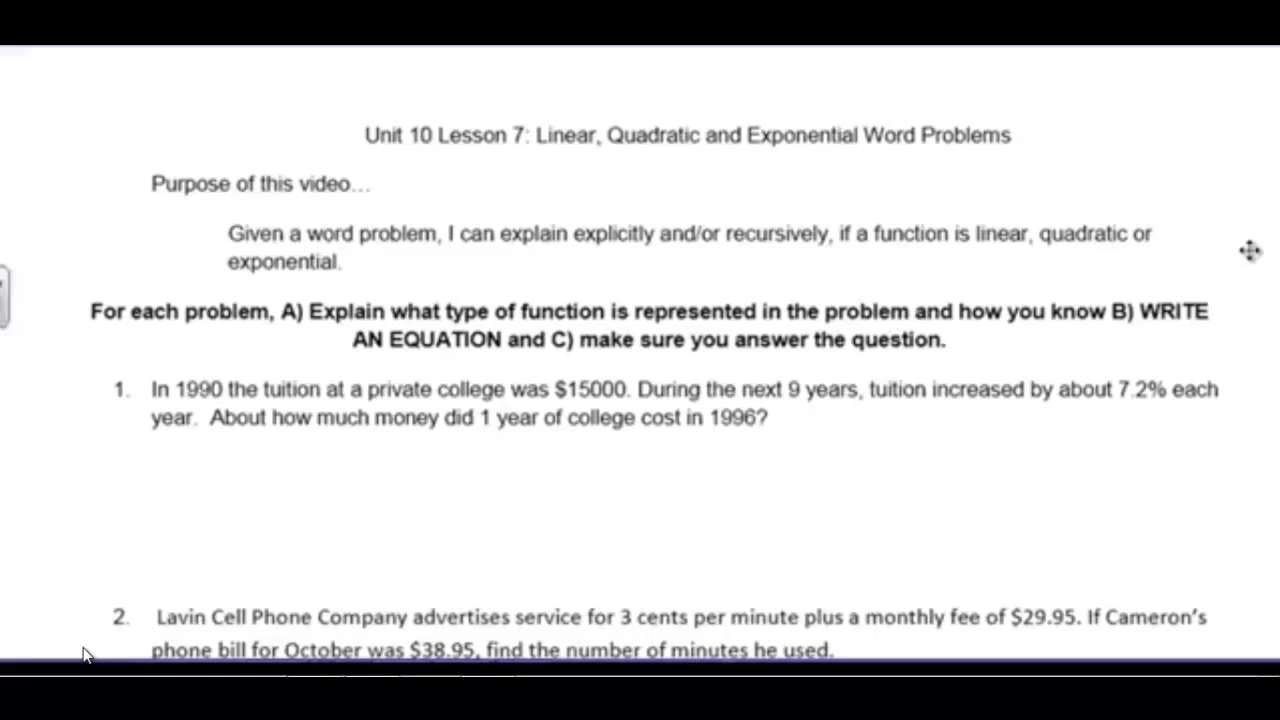 Unit 10 Lesson 7: Linear, Quadratic and Exponential Word Problems
Purpose of this video…
Given a word problem, I can explain explicitly and/or recursively, if a function is linear, quadratic or
exponential.
For each problem, A) Explain what type of function is represented in the problem and how you know B) WRITE
AN EQUATION and C) make sure you answer the question.
1. In 1990 the tuition at a private college was $15000. During the next 9 years, tuition increased by about 7.2% each
year. About how much money did 1 year of college cost in 1996?
2. Lavin Cell Phone Company advertises service for 3 cents per minute plus a monthly fee of $29.95. If Cameron's
phone bill for October was $38.95, find the number of minutes he used.